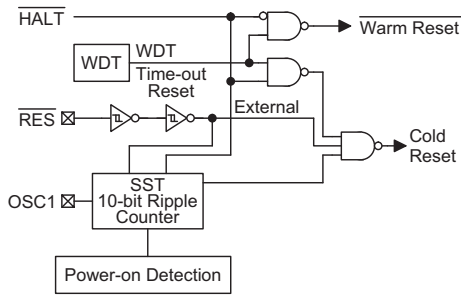 HALT
Warm Reset
WDT
WDT
Time-out
Reset
RES
External
Cold
Reset
OSC1
SST
10-bit Ripple
Counter
Power-on Detection